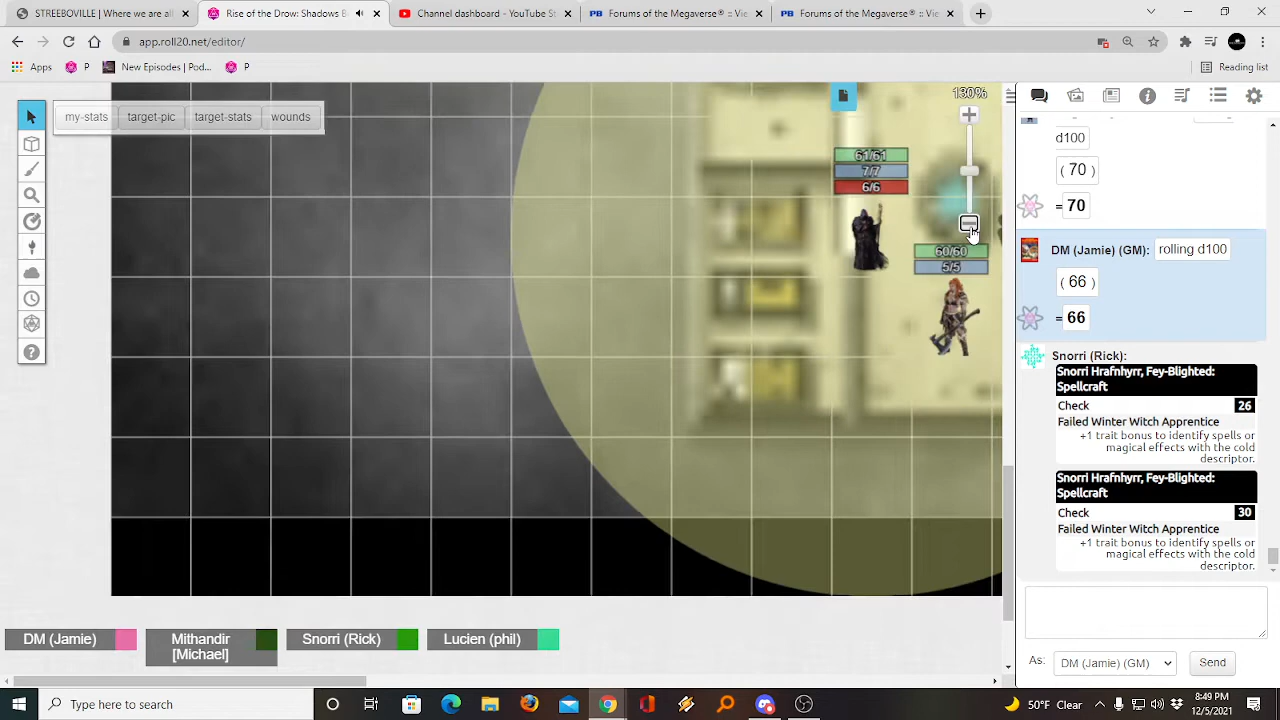 STREEBOVILLE | Where all
Rise of the Drow: Shadows B
Channel dashboard - YouTube St
PB Forums of the Megaverse® :: Vi
PB Forums of the Megaverse® :: Vi
app.roll20.net/editor/
Apps
P
New Episodes | Pod...
P
Reading list
my-stats
target-pic
target-stats
wounds
130%
61/61
7/7
6/6
60/60
5/5
d100
( 70 )
= 70
DM (Jamie) (GM): rolling d100
( 66 )
= 66
Snorri (Rick):
Snorri Hrafnhyrr, Fey-Blighted:
Spellcraft
Check 26
Failed Winter Witch Apprentice
+1 trait bonus to identify spells or
magical effects with the cold
descriptor.
Snorri Hrafnhyrr, Fey-Blighted:
Spellcraft
Check 30
Failed Winter Witch Apprentice
+1 trait bonus to identify spells or
magical effects with the cold
descriptor.
DM (Jamie)
Mithandir
[Michael]
Snorri (Rick)
Lucien (phil)
As: DM (Jamie) (GM)
Send
Type here to search
50°F Clear
8:49 PM
12/5/2021